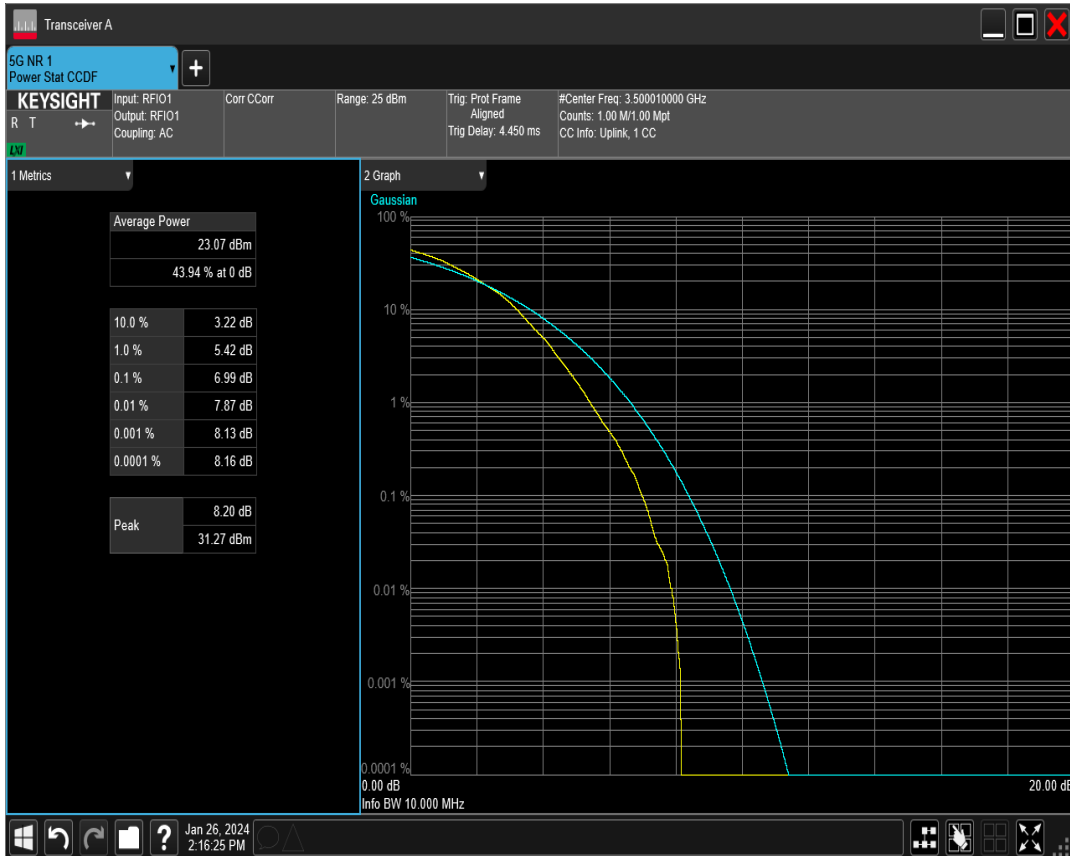 Transceiver A
5G NR 1
Power Stat CCDF
KEYSIGHT
R T
LXI
Input: RFIO1
Output: RFIO1
Coupling: AC
Corr CCorr
Range: 25 dBm
Trig: Prot Frame
Aligned
Trig Delay: 4.450 ms
#Center Freq: 3.500010000 GHz
Counts: 1.00 M/1.00 Mpt
CC Info: Uplink, 1 CC
1 Metrics
Average Power
23.07 dBm
43.94 % at 0 dB
10.0 % 3.22 dB
1.0 % 5.42 dB
0.1 % 6.99 dB
0.01 % 7.87 dB
0.001 % 8.13 dB
0.0001 % 8.16 dB
Peak 8.20 dB
31.27 dBm
2 Graph
Gaussian
100 %
10 %
1 %
0.1 %
0.01 %
0.001 %
0.0001 %
0.00 dB 20.00 dB
Info BW 10.000 MHz
?
Jan 26, 2024
2:16:25 PM